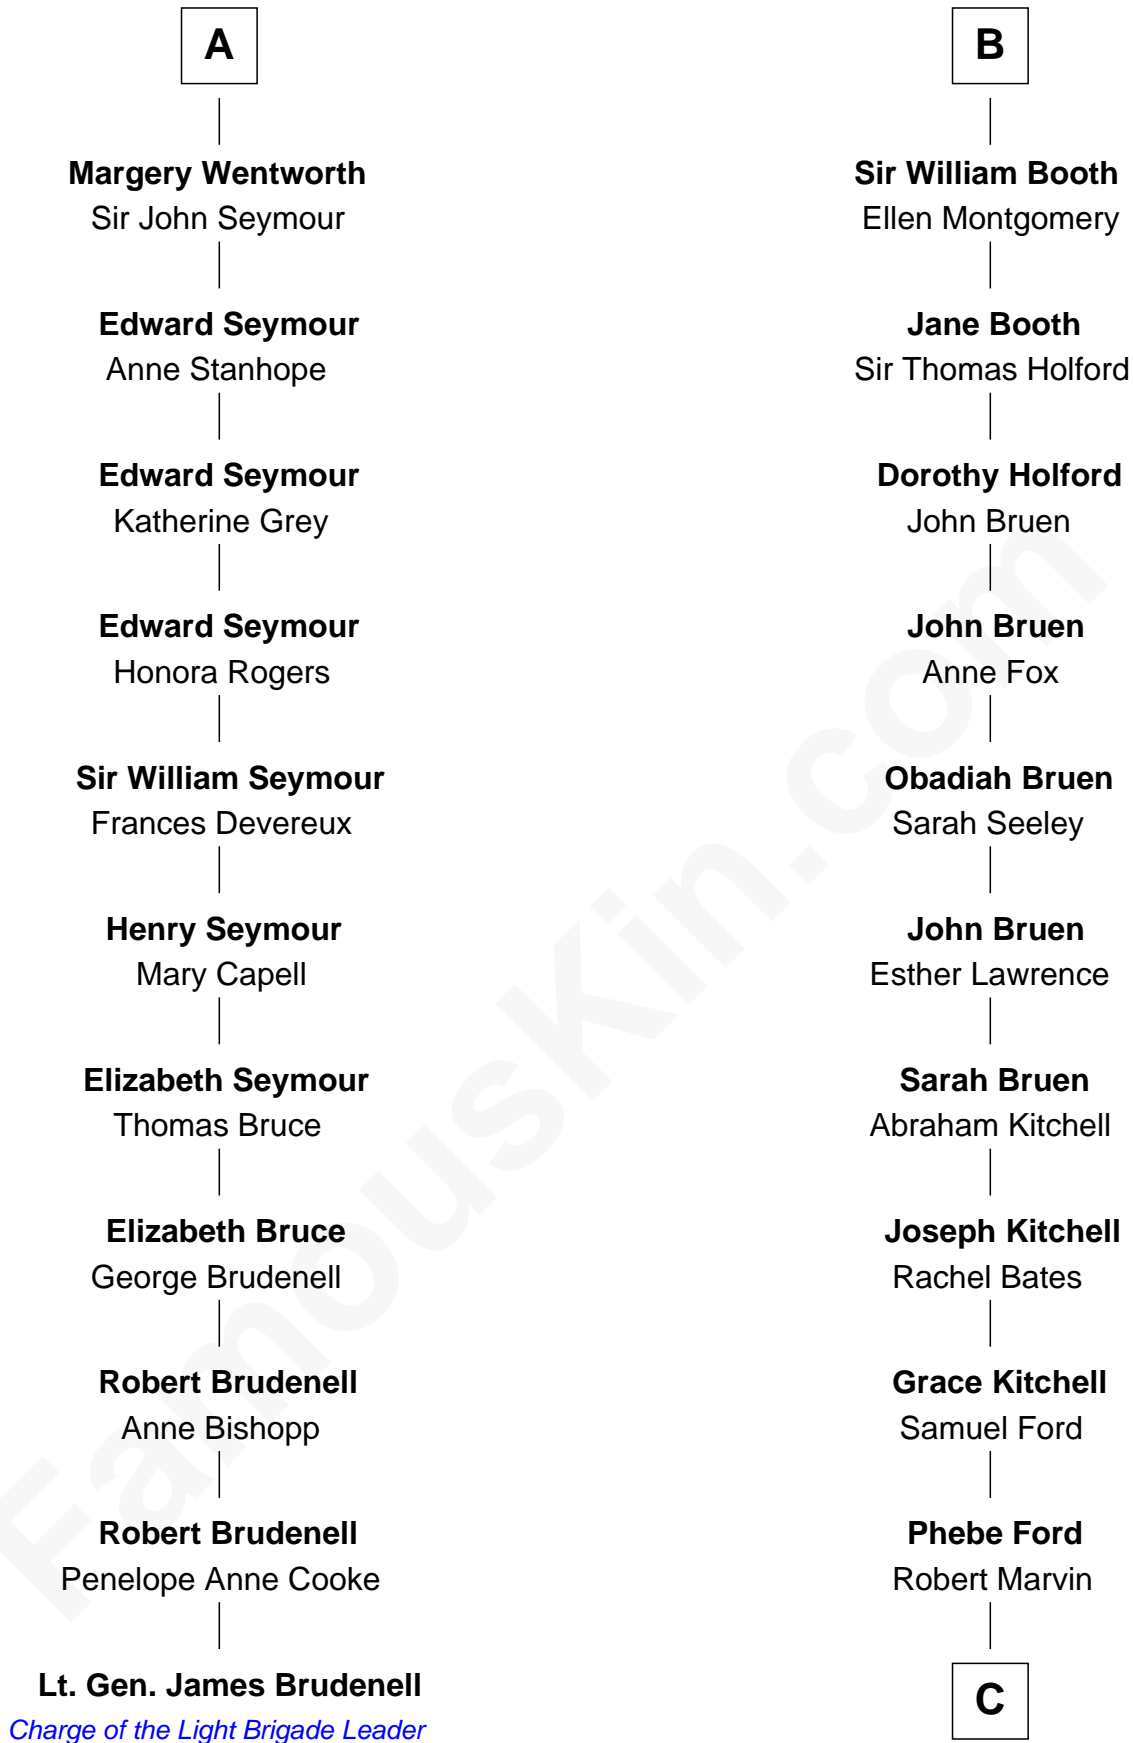 A
Margery Wentworth
Sir John Seymour
Edward Seymour
Anne Stanhope
Edward Seymour
Katherine Grey
Edward Seymour
Honora Rogers
Sir William Seymour
Frances Devereux
Henry Seymour
Mary Capell
Elizabeth Seymour
Thomas Bruce
Elizabeth Bruce
George Brudenell
Robert Brudenell
Anne Bishopp
Robert Brudenell
Penelope Anne Cooke
Lt. Gen. James Brudenell
Charge of the Light Brigade Leader
B
Sir William Booth
Ellen Montgomery
Jane Booth
Sir Thomas Holford
Dorothy Holford
John Bruen
John Bruen
Anne Fox
Obadiah Bruen
Sarah Seeley
John Bruen
Esther Lawrence
Sarah Bruen
Abraham Kitchell
Joseph Kitchell
Rachel Bates
Grace Kitchell
Samuel Ford
Phebe Ford
Robert Marvin
C
FamousKin.com